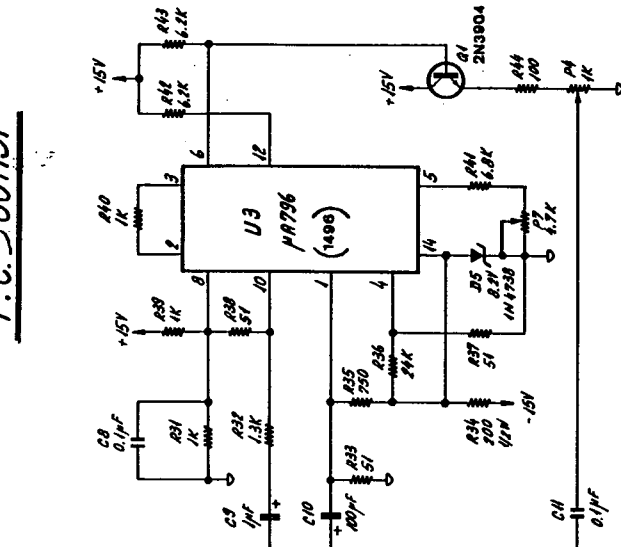 R43
6.2K
+15V
R42
6.2K
Q1
2N3904
+15V
R44
100
P4
1K
R40
1K
3
6
12
2
U3
µA796
(1496)
5
14
R41
6.8K
P7
4.7K
D5
8.2V
1N4738
8
10
1
4
+15V
R39
1K
R38
51
R36
24K
R37
51
R35
750
C8
0.1µF
R31
1K
R32
1.3K
R33
51
R34
200
1/2W
-15V
C9
1µF
+
C10
100pF
+
C11
0.1µF